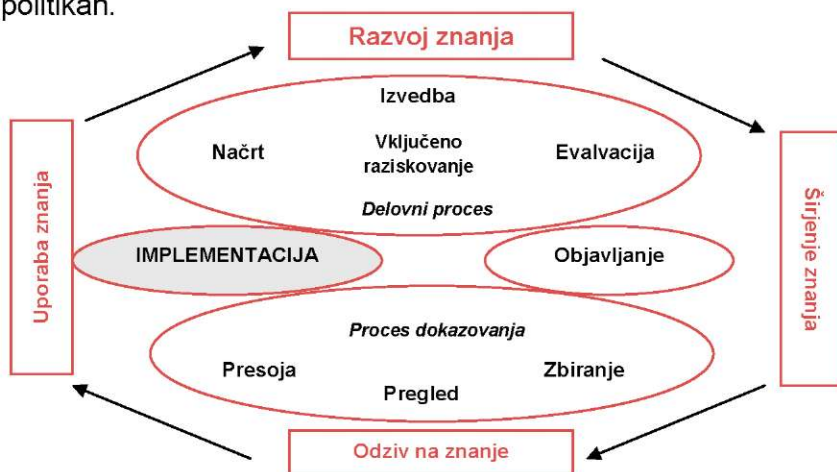 politikah.
Razvoj znanja
Izvedba
Načrt
Vključeno
raziskovanje
Evalvacija
Delovni proces
Uporaba znanja
IMPLEMENTACIJA
Objavljanje
Širjenje znanja
Proces dokazovanja
Presoja
Pregled
Zbiranje
Odziv na znanje